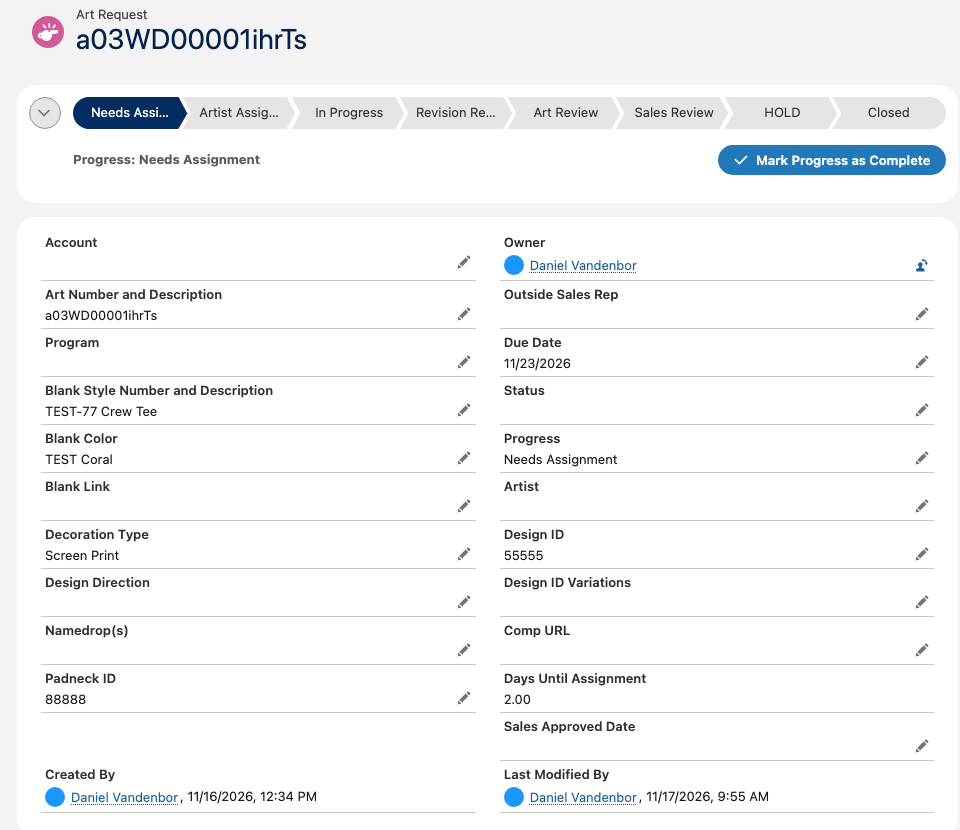 Art Request
a03WD00001ihrTs
Needs Assi...
Artist Assig...
In Progress
Revision Re...
Art Review
Sales Review
HOLD
Closed
Progress: Needs Assignment
Mark Progress as Complete
Account
Owner
Daniel Vandenbor
Art Number and Description
a03WD00001ihrTs
Outside Sales Rep
Program
Due Date
11/23/2026
Blank Style Number and Description
TEST-77 Crew Tee
Status
Blank Color
TEST Coral
Progress
Needs Assignment
Blank Link
Artist
Decoration Type
Screen Print
Design ID
55555
Design Direction
Design ID Variations
Namedrop(s)
Comp URL
Padneck ID
88888
Days Until Assignment
2.00
Sales Approved Date
Created By
Daniel Vandenbor, 11/16/2026, 12:34 PM
Last Modified By
Daniel Vandenbor, 11/17/2026, 9:55 AM